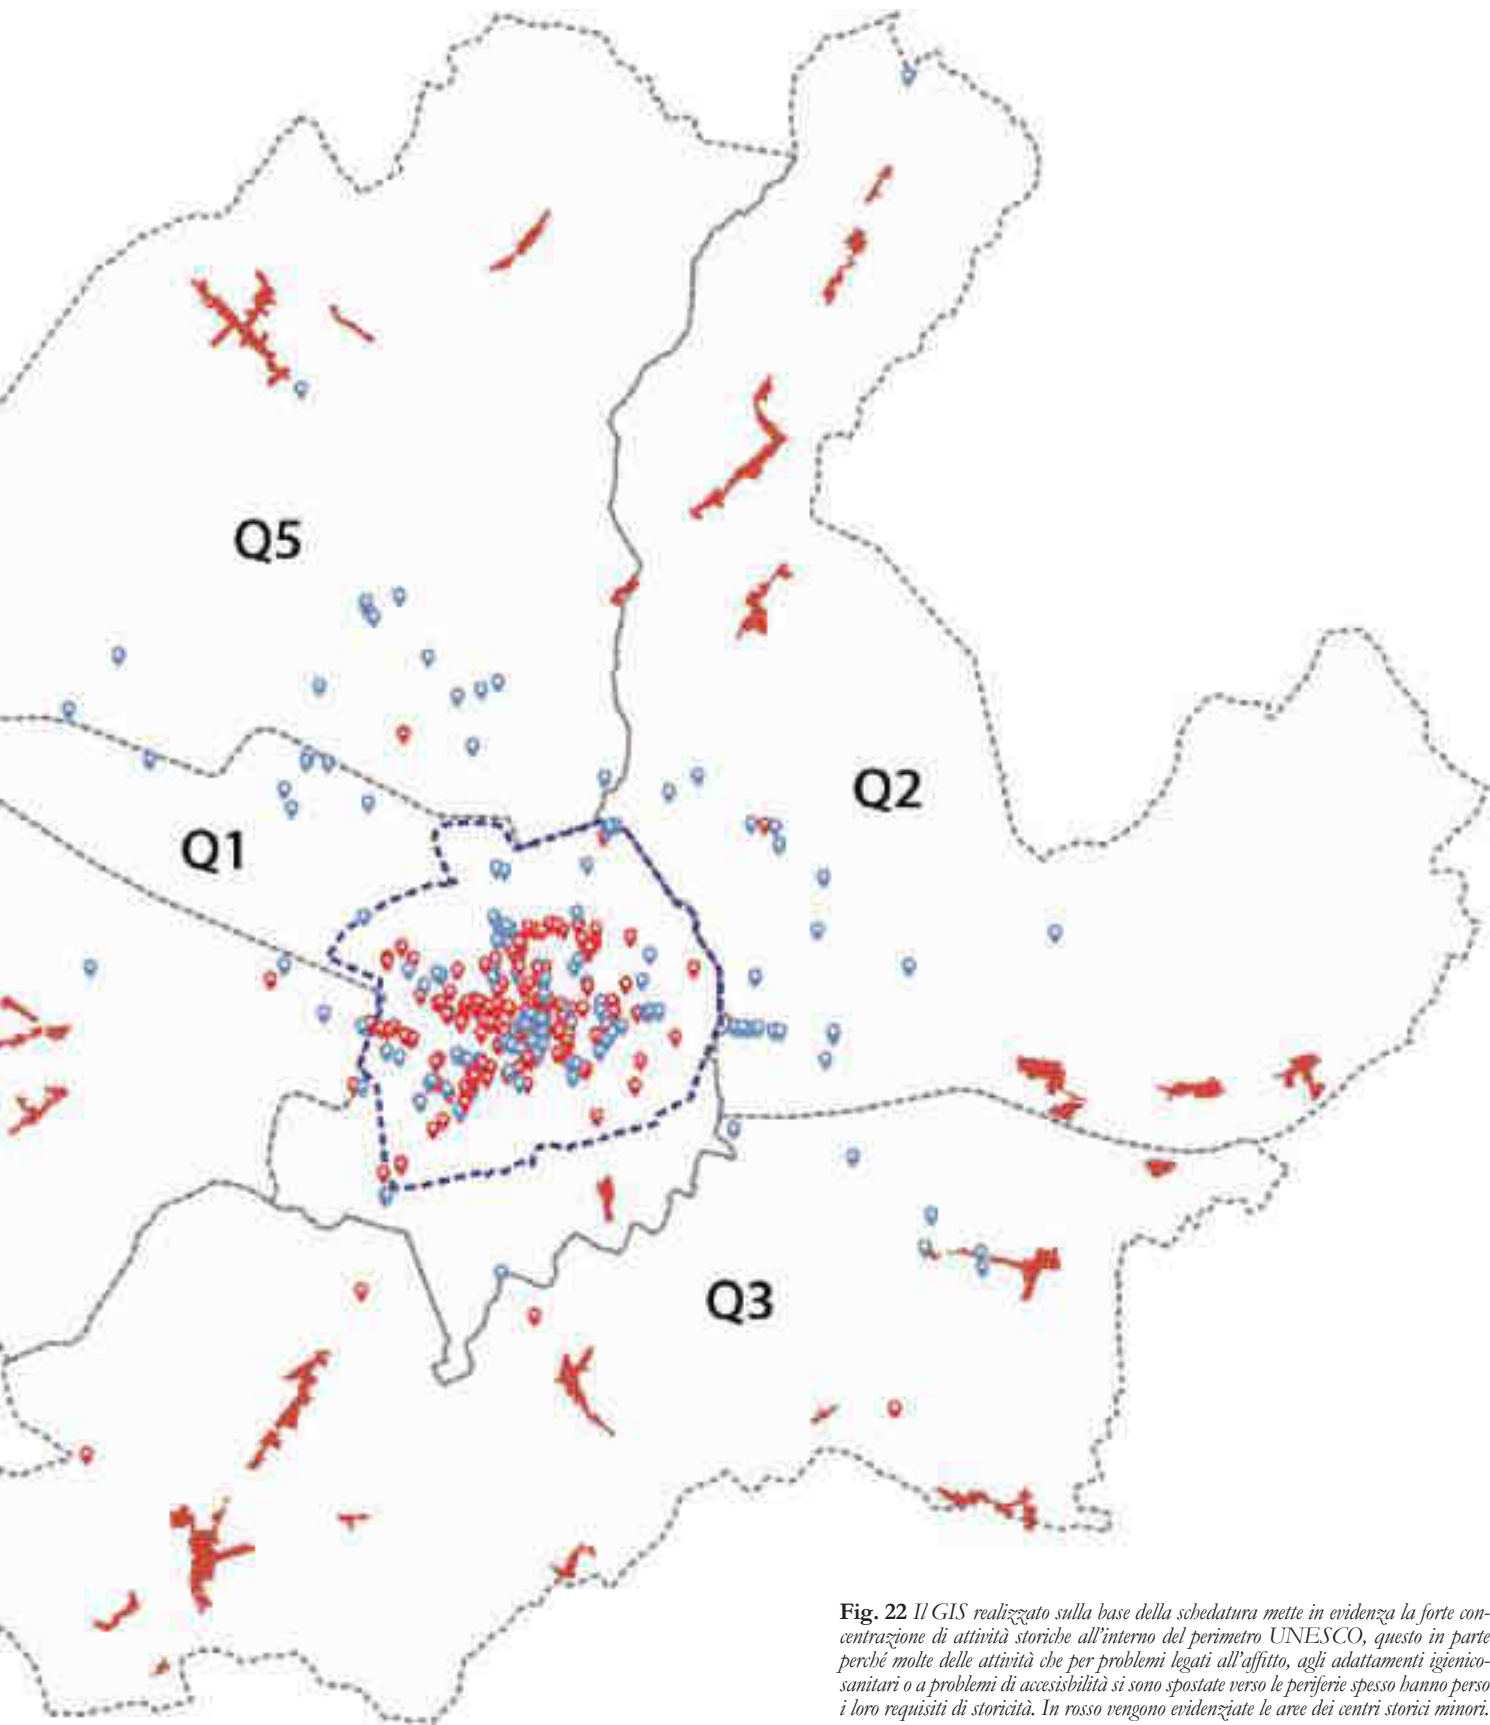 Q5
Q2
Q1
Q3
Fig. 22 Il GIS realizzato sulla base della schedatura mette in evidenza la forte con-
centrazione di attività storiche all'interno del perimetro UNESCO, questo in parte
perché molte delle attività che per problemi legati all'affitto, agli adattamenti igienico-
sanitari o a problemi di accesisbilità si sono spostate verso le periferie spesso hanno perso
i loro requisiti di storicità. In rosso vengono evidenziate le aree dei centri storici minori.